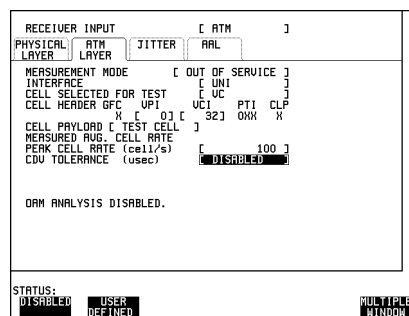 RECEIVER INPUT [ ATM ]
PHYSICAL LAYER ATM LAYER JITTER AAL
MEASUREMENT MODE [ OUT OF SERVICE ]
INTERFACE [ UNI ]
CELL SELECTED FOR TEST [ VC ]
CELL HEADER GFC VPI VCI PTI CLP
X [ 0] [ 32] 0XX X
CELL PAYLOAD [ TEST CELL ]
MEASURED AVG. CELL RATE
PEAK CELL RATE (cell/s) [ 100 ]
CDV TOLERANCE (usec) [ DISABLED ]
OAM ANALYSIS DISABLED.
STATUS:
DISABLED USER DEFINED MULTIPLE WINDOW